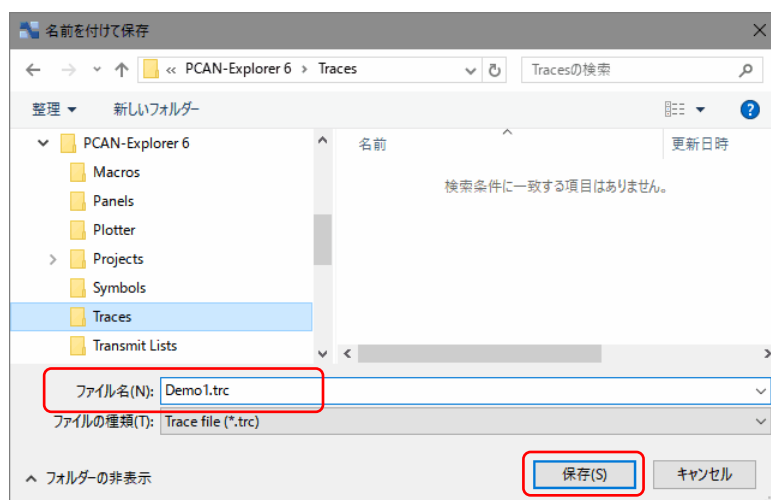 名前を付けて保存
« PCAN-Explorer 6 › Traces
Tracesの検索
整理
新しいフォルダー
PCAN-Explorer 6
Macros
Panels
Plotter
Projects
Symbols
Traces
Transmit Lists
名前
更新日時
検索条件に一致する項目はありません。
ファイル名(N): Demo1.trc
ファイルの種類(T): Trace file (*.trc)
フォルダーの非表示
保存(S)
キャンセル